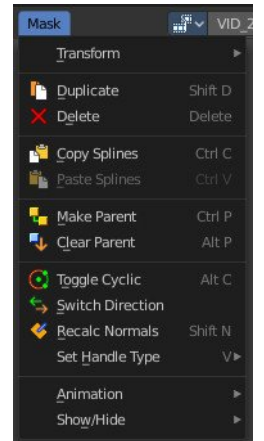 Mask VID_2
Transform
Duplicate Shift D
Delete Delete
Copy Splines Ctrl C
Paste Splines Ctrl V
Make Parent Ctrl P
Clear Parent Alt P
Toggle Cyclic Alt C
Switch Direction
Recalc Normals Shift N
Set Handle Type V
Animation
Show/Hide